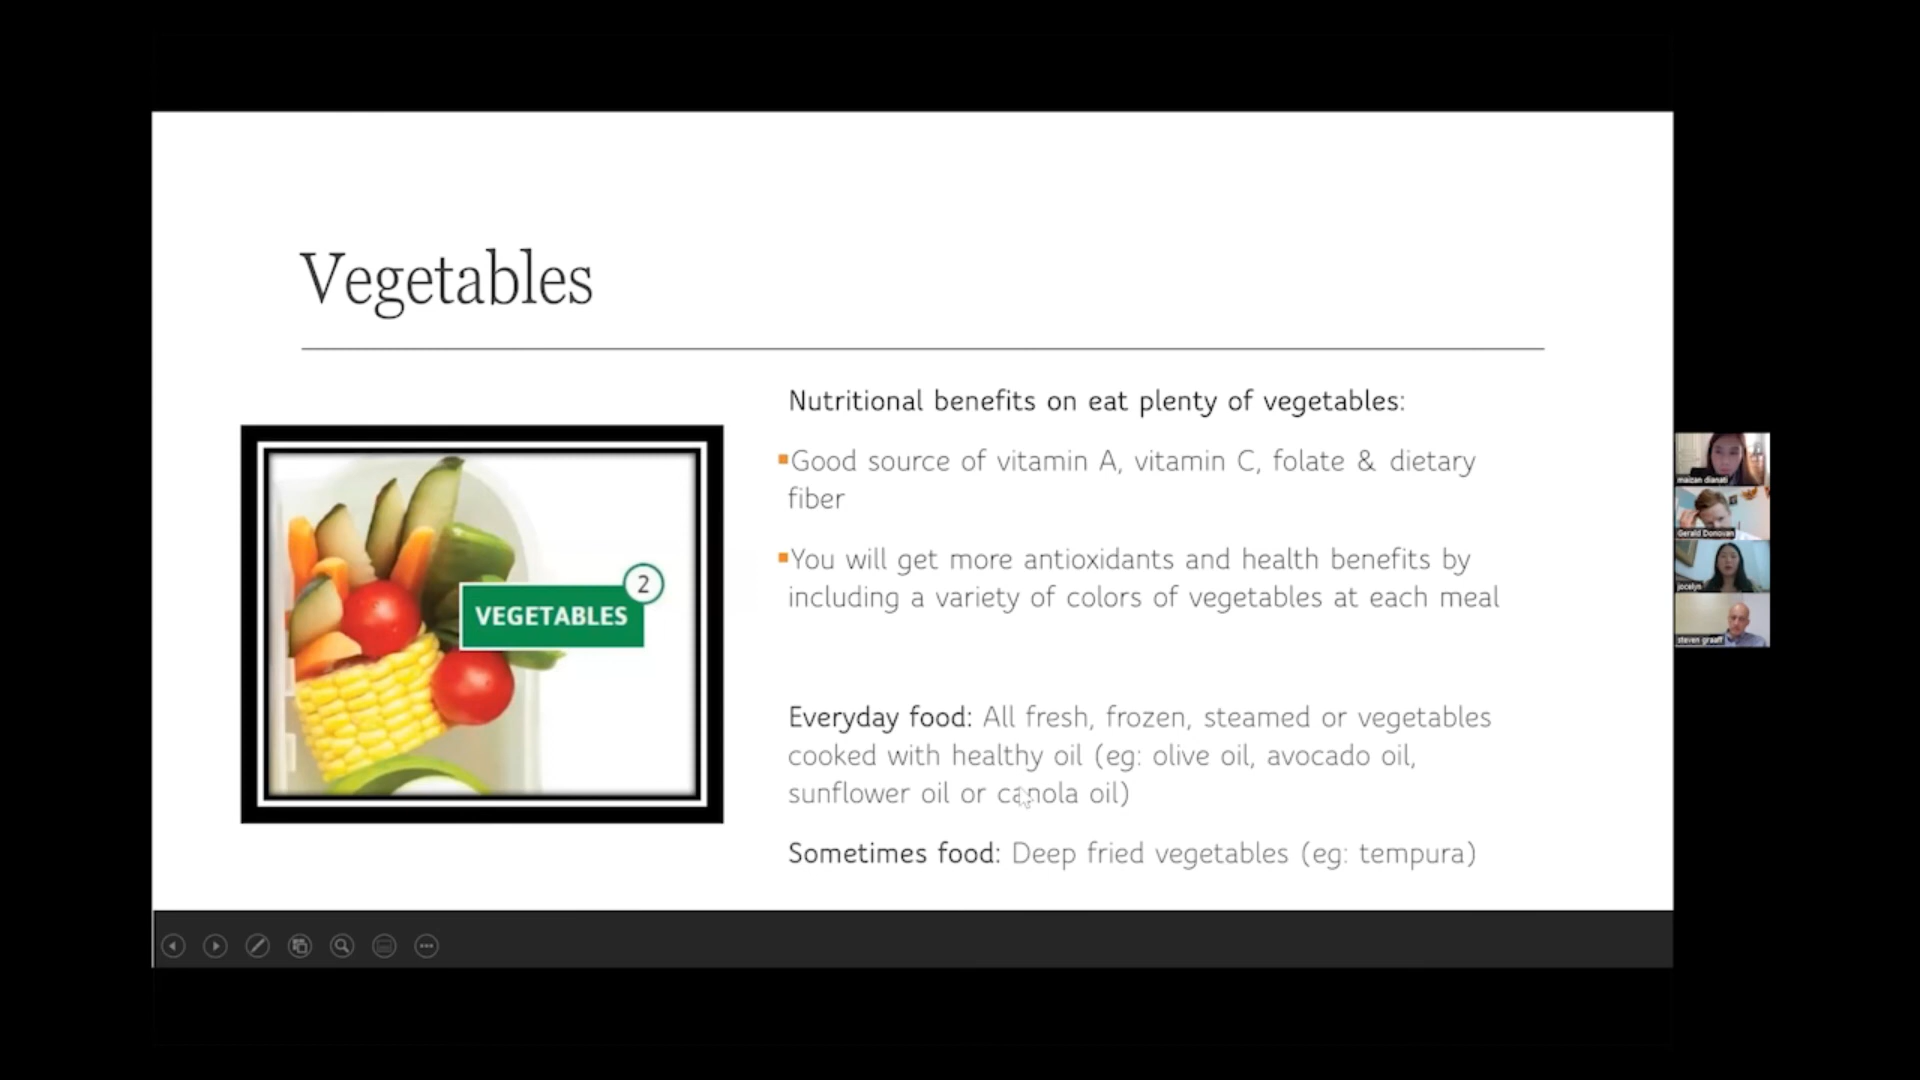 Vegetables
Nutritional benefits on eat plenty of vegetables:
Good source of vitamin A, vitamin C, folate & dietary
fiber
You will get more antioxidants and health benefits by
including a variety of colors of vegetables at each meal
2
VEGETABLES
Everyday food: All fresh, frozen, steamed or vegetables
cooked with healthy oil (eg: olive oil, avocado oil,
sunflower oil or canola oil)
Sometimes food: Deep fried vegetables (eg: tempura)
maizan dianati
Gerald Donovan
jocelyn
steven graaff